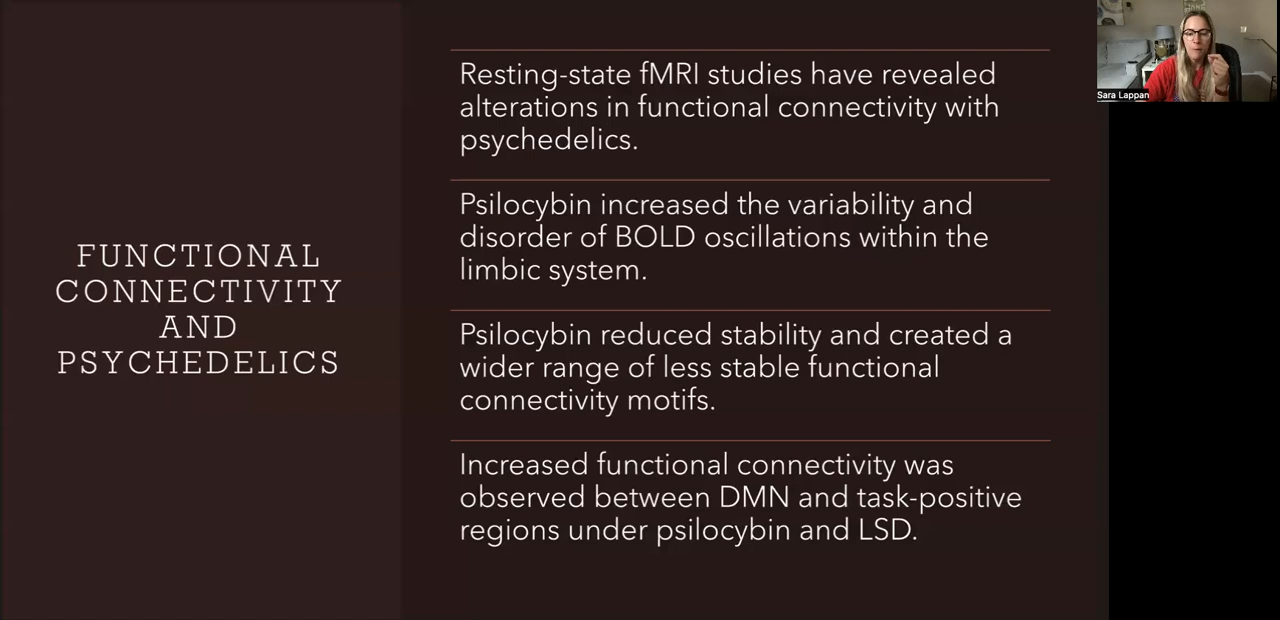 FUNCTIONAL
CONNECTIVITY
AND
PSYCHEDELICS
Resting-state fMRI studies have revealed
alterations in functional connectivity with
psychedelics.
Psilocybin increased the variability and
disorder of BOLD oscillations within the
limbic system.
Psilocybin reduced stability and created a
wider range of less stable functional
connectivity motifs.
Increased functional connectivity was
observed between DMN and task-positive
regions under psilocybin and LSD.
Sara Lappan